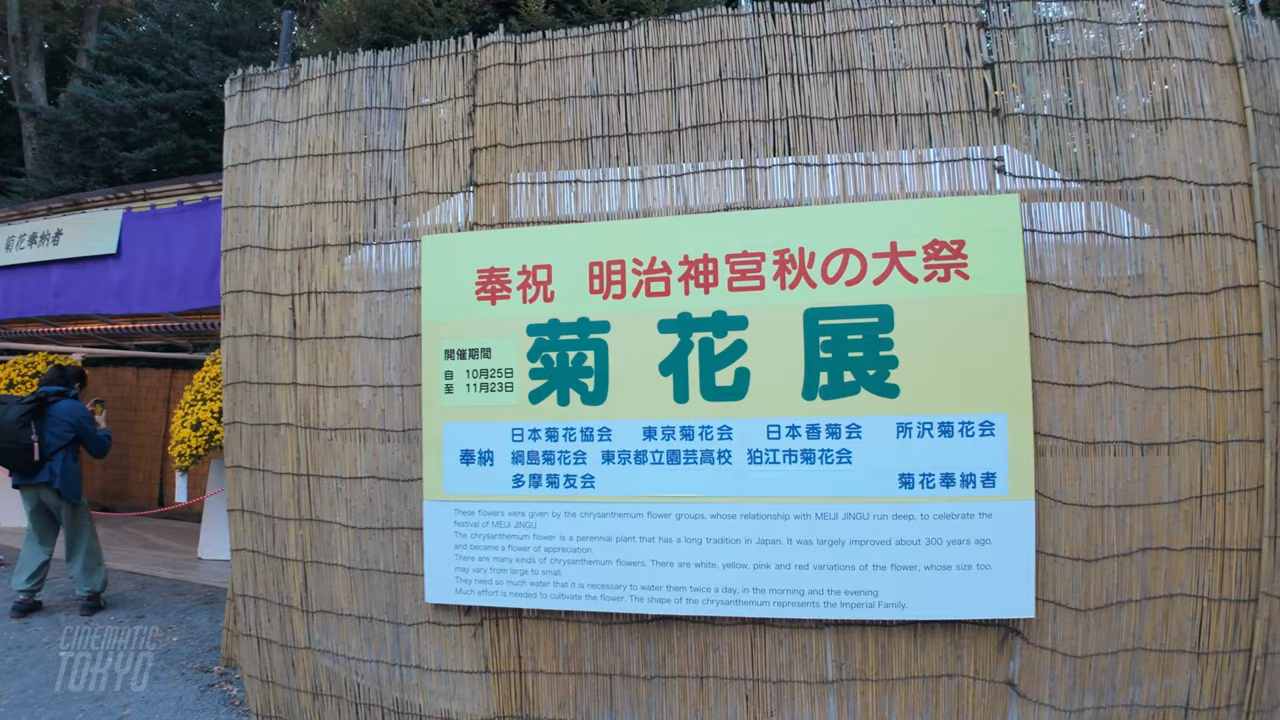 菊花奉納者
奉祝 明治神宮秋の大祭
菊花展
開催期間
自 10月25日
至 11月23日
日本菊花協会 東京菊花会 日本香菊会 所沢菊花会
奉納 綱島菊花会 東京都立園芸高校 狛江市菊花会
多摩菊友会 菊花奉納者
These flowers were given by the chrysanthemum flower groups, whose relationship with MEIJI JINGU run deep, to celebrate the
festival of MEIJI JINGU
The chrysanthemum flower is a perennial plant that has a long tradition in Japan. It was largely improved about 300 years ago,
and became a flower of appreciation.
There are many kinds of chrysanthemum flowers. There are white, yellow, pink and red variations of the flower, whose size too,
may vary from large to small.
They need so much water that it is necessary to water them twice a day, in the morning and the evening
Much effort is needed to cultivate the flower. The shape of the chrysanthemum represents the Imperial Family.
CINEMATIC
TOKYO